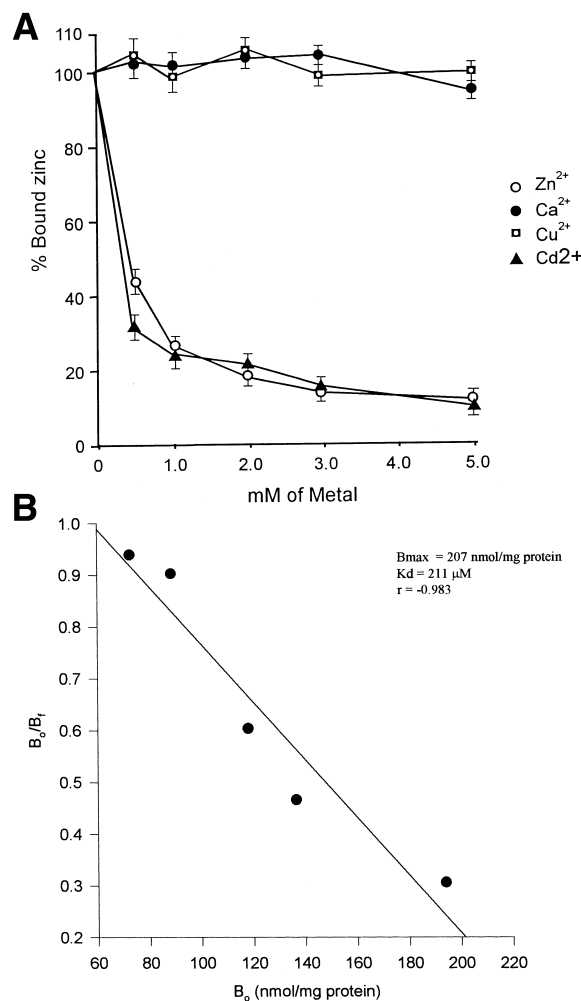 A
110
100
80
60
40
20
0
% Bound zinc
0 1.0 2.0 3.0 4.0 5.0
mM of Metal
Zn2+
Ca2+
Cu2+
Cd2+
B
1.0
0.9
0.8
0.7
0.6
0.5
0.4
0.3
0.2
Bo/Bf
Bmax = 207 nmol/mg protein
Kd = 211 µM
r = -0.983
60 80 100 120 140 160 180 200 220
Bo (nmol/mg protein)